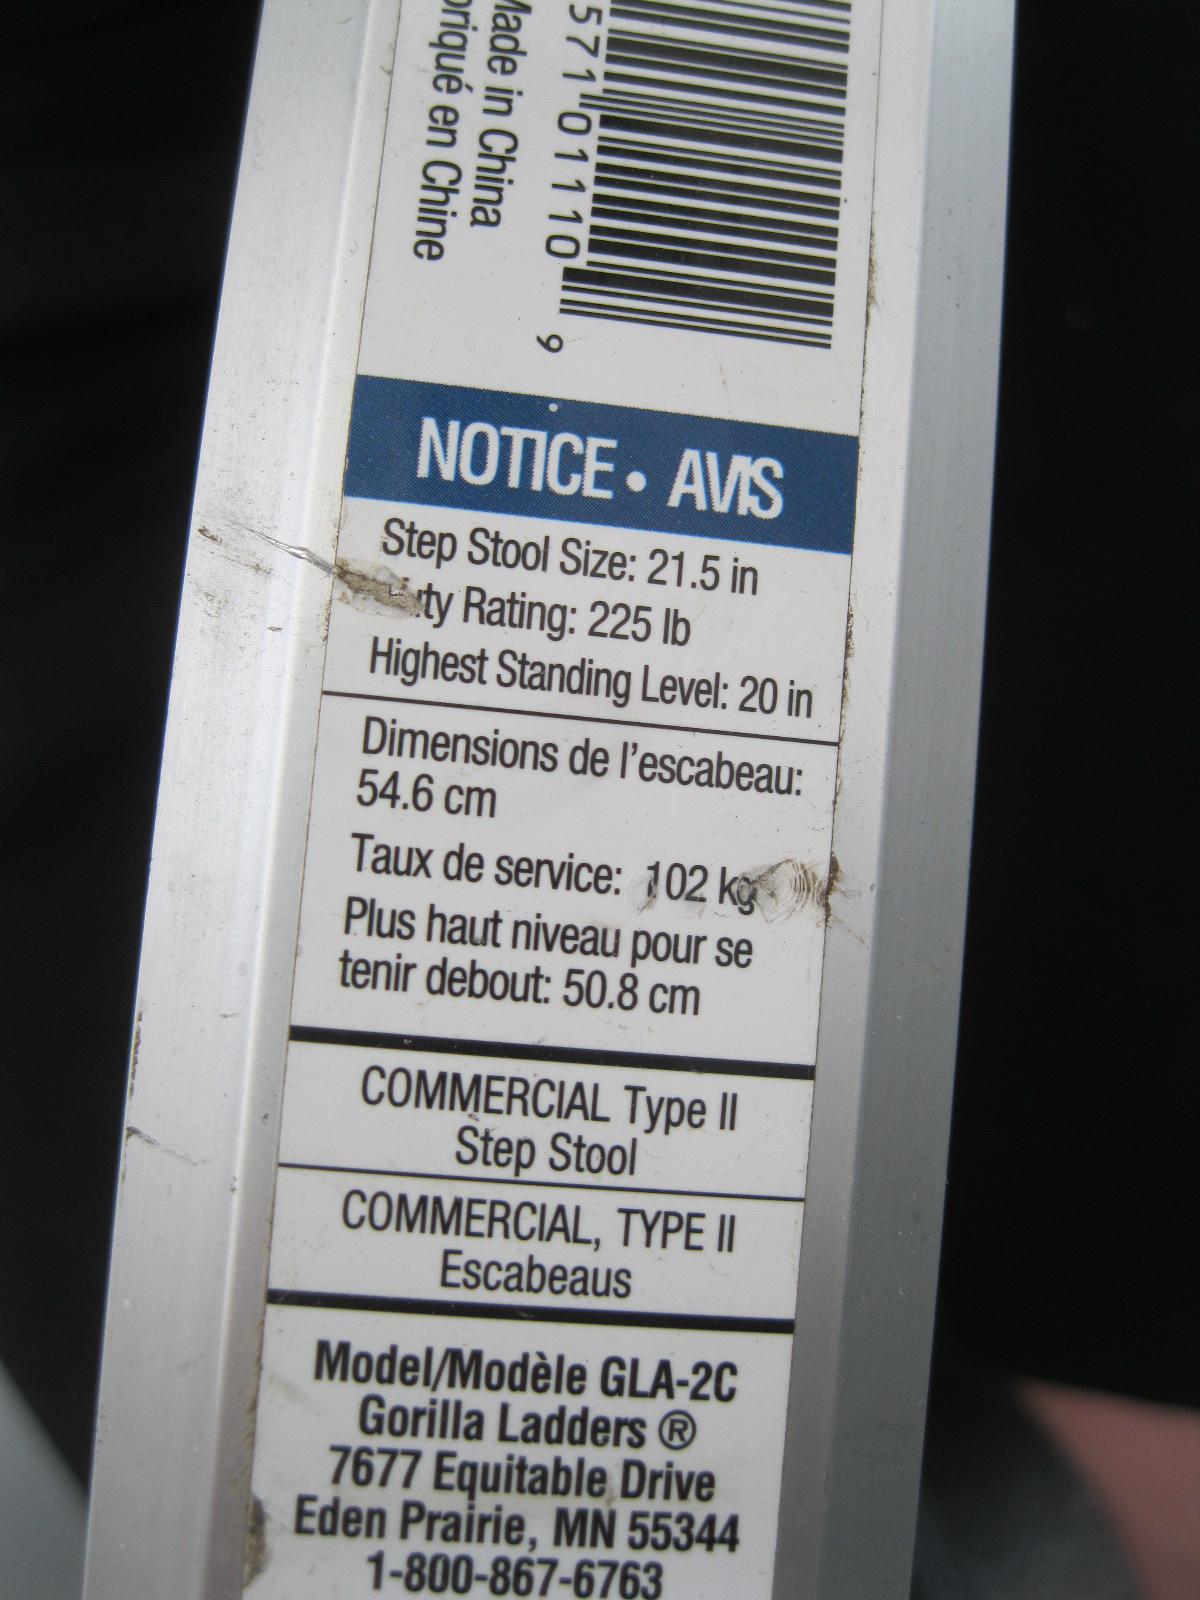 Made in China
en Chine
571 01110 9
NOTICE • AVIS
Step Stool Size: 21.5 in
Rating: 225 lb
Highest Standing Level: 20 in
Dimensions de l'escabeau:
54.6 cm
Taux de service: 102 kg
Plus haut niveau pour se
tenir debout: 50.8 cm
COMMERCIAL Type II
Step Stool
COMMERCIAL, TYPE II
Escabeaus
Model/Modèle GLA-2C
Gorilla Ladders ®
7677 Equitable Drive
Eden Prairie, MN 55344
1-800-867-6763